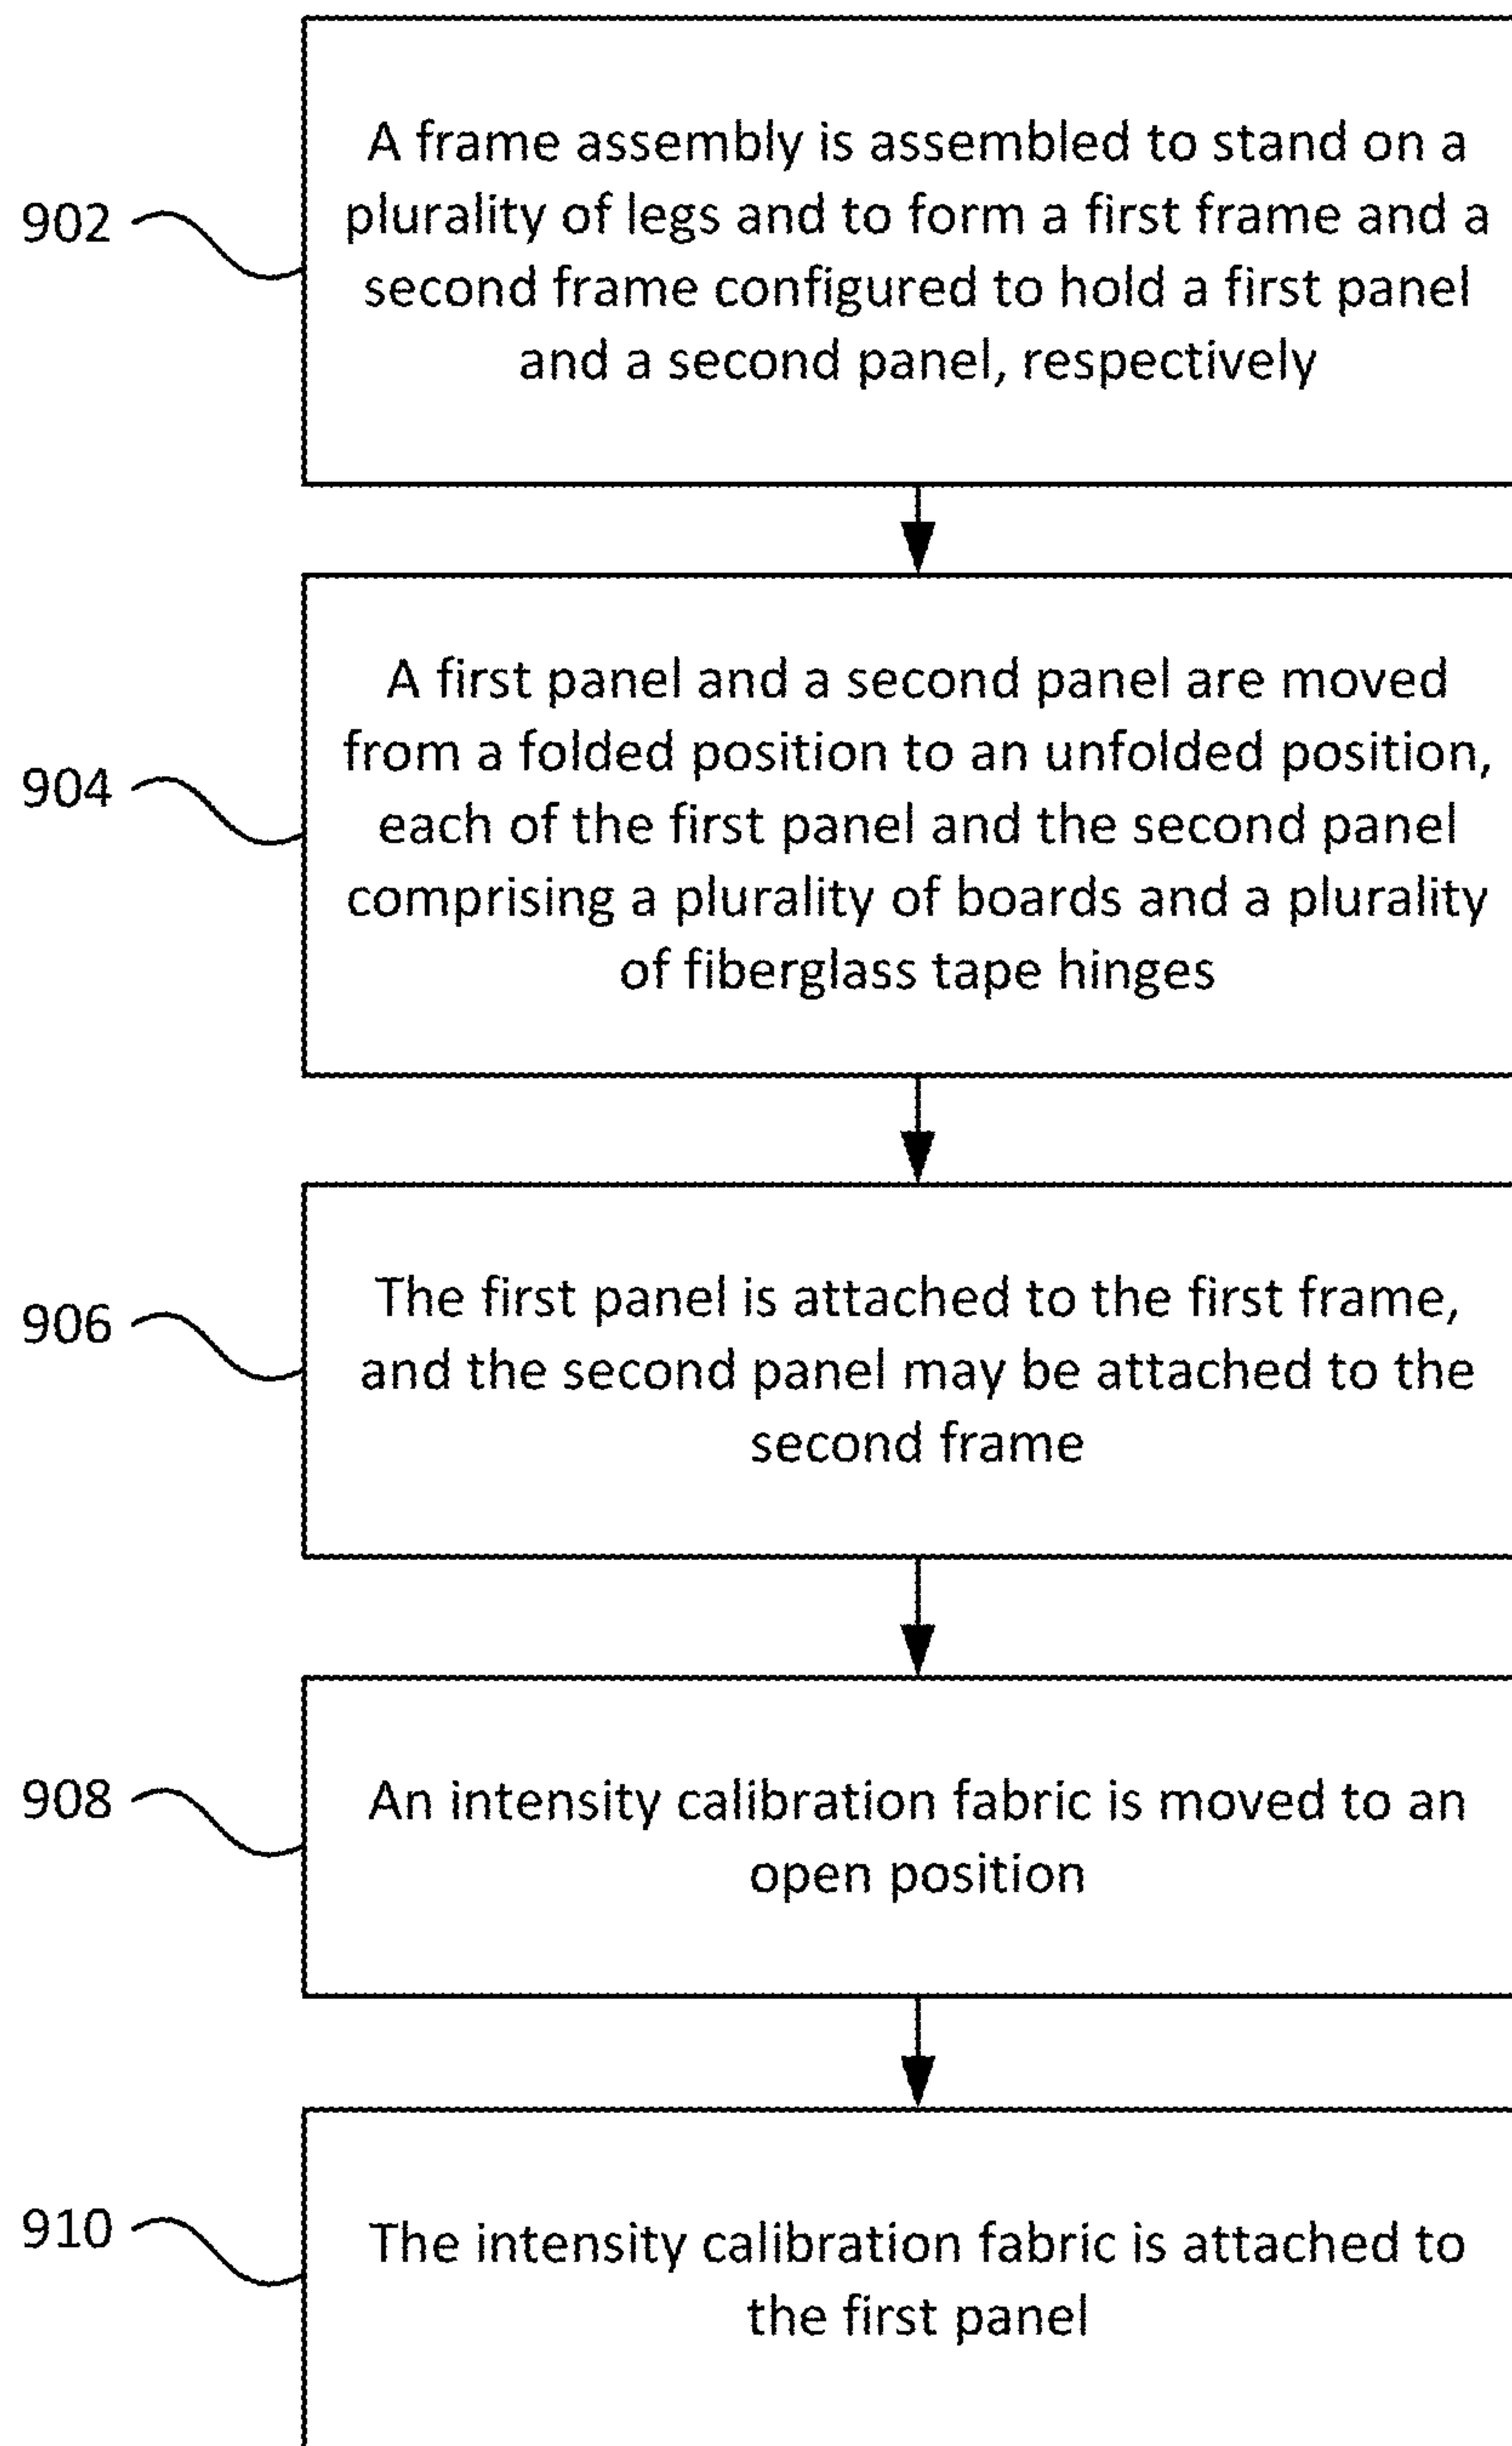 902
A frame assembly is assembled to stand on a
plurality of legs and to form a first frame and a
second frame configured to hold a first panel
and a second panel, respectively
904
A first panel and a second panel are moved
from a folded position to an unfolded position,
each of the first panel and the second panel
comprising a plurality of boards and a plurality
of fiberglass tape hinges
906
The first panel is attached to the first frame,
and the second panel may be attached to the
second frame
908
An intensity calibration fabric is moved to an
open position
910
The intensity calibration fabric is attached to
the first panel